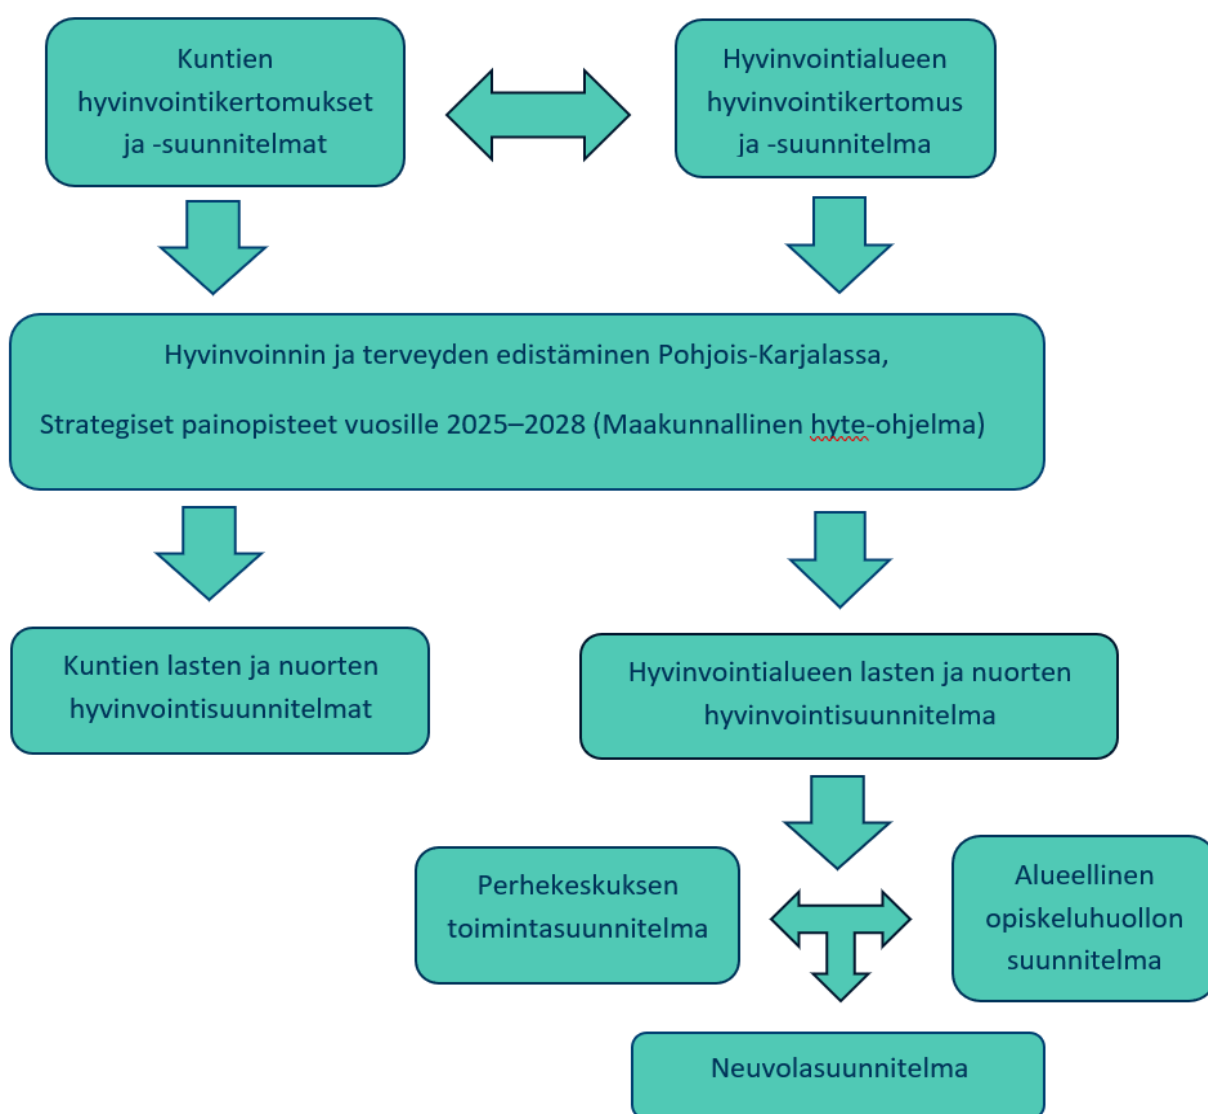 Kuntien
hyvinvointikertomukset
ja -suunnitelmat
Hyvinvointialueen
hyvinvointikertomus
ja -suunnitelma
Hyvinvoinnin ja terveyden edistäminen Pohjois-Karjalassa,
Strategiset painopisteet vuosille 2025–2028 (Maakunnallinen hyte-ohjelma)
Kuntien lasten ja nuorten
hyvinvointisuunnitelmat
Hyvinvointialueen lasten ja nuorten
hyvinvointisuunnitelma
Perhekeskuksen
toimintasuunnitelma
Alueellinen
opiskeluhuollon
suunnitelma
Neuvolasuunnitelma